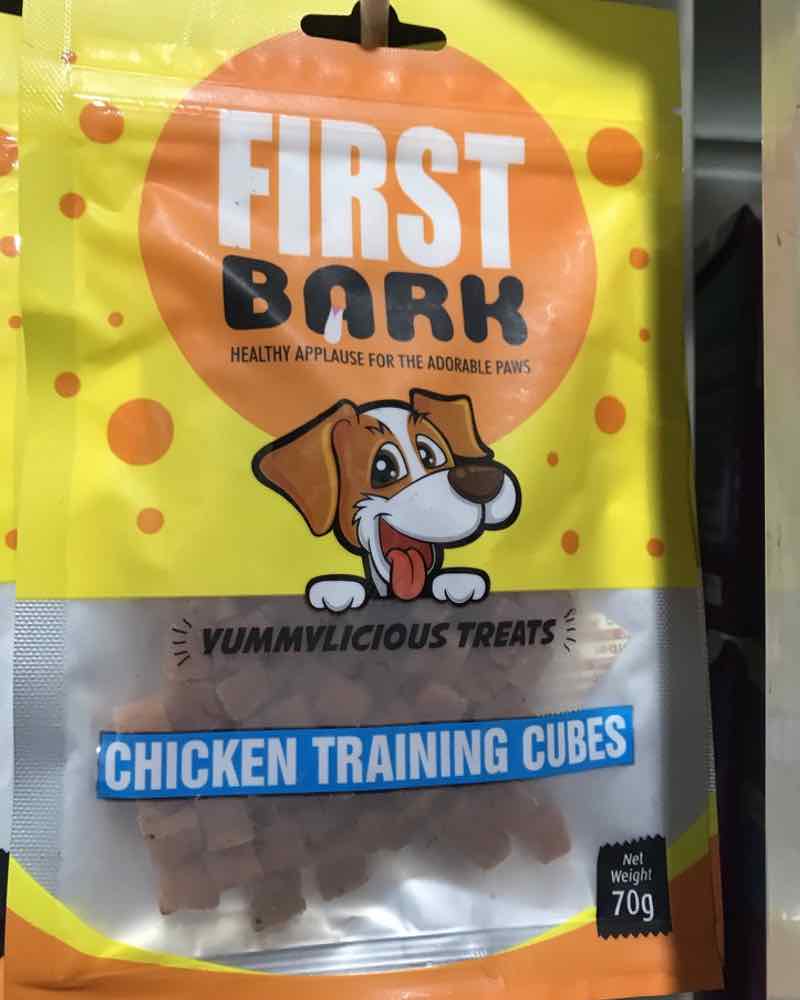 FIRST
BARK
HEALTHY APPLAUSE FOR THE ADORABLE PAWS
YUMMYLICIOUS TREATS
CHICKEN TRAINING CUBES
Net
Weight
70g